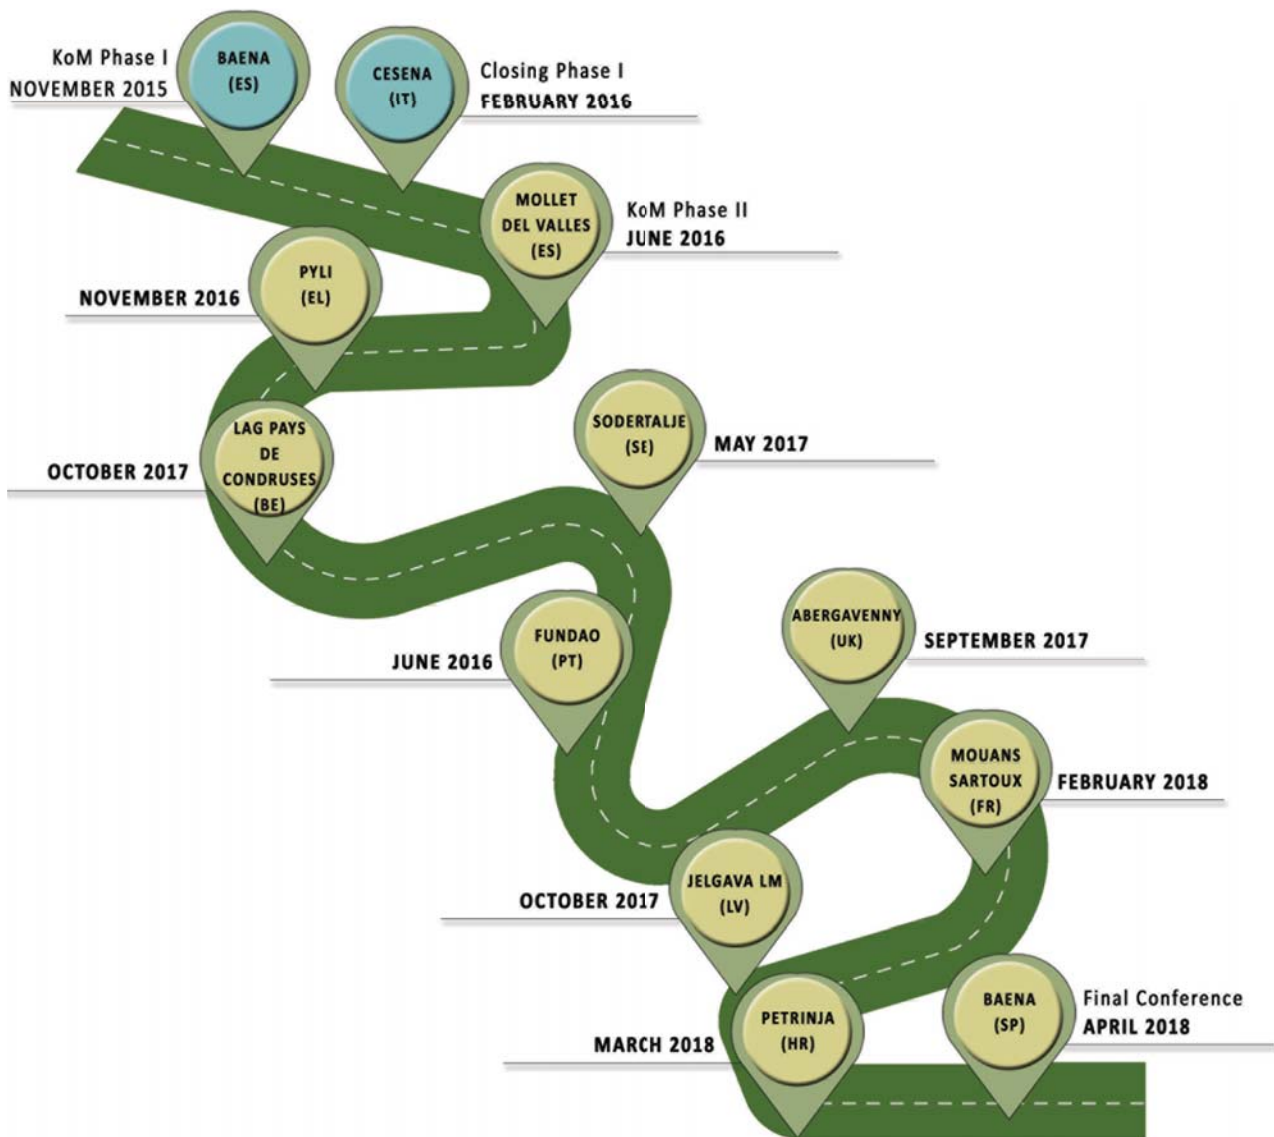 KoM Phase I
NOVEMBER 2015
BAENA
(ES)
CESENA
(IT)
Closing Phase I
FEBRUARY 2016
MOLLET
DEL VALLES
(ES)
KoM Phase II
JUNE 2016
NOVEMBER 2016
PYLI
(EL)
OCTOBER 2017
LAG PAYS
DE
CONDRUSES
(BE)
SODERTALJE
(SE)
MAY 2017
JUNE 2016
FUNDAO
(PT)
ABERGAVENNY
(UK)
SEPTEMBER 2017
MOUANS
SARTOUX
(FR)
FEBRUARY 2018
OCTOBER 2017
JELGAVA LM
(LV)
MARCH 2018
PETRINJA
(HR)
BAENA
(SP)
Final Conference
APRIL 2018